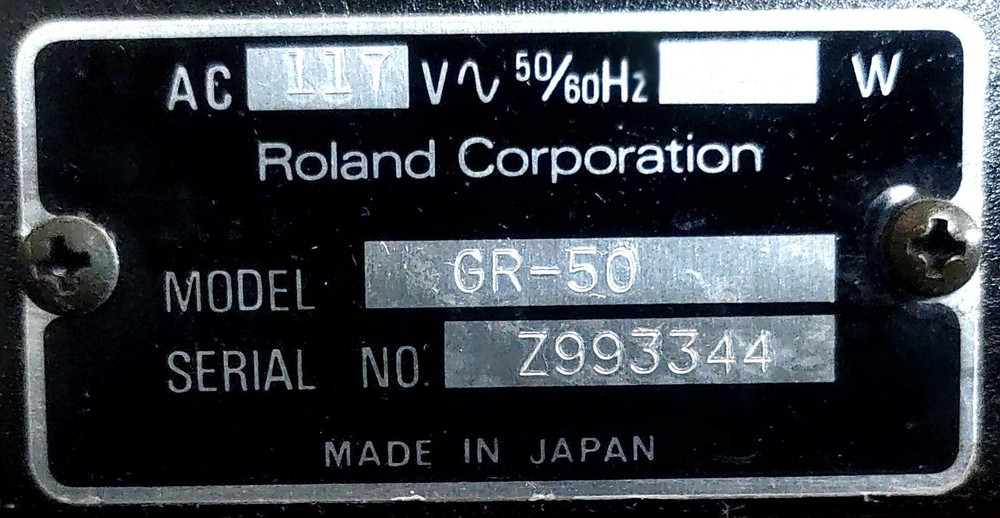 AC 117 V∿ 50/60Hz W
Roland Corporation
MODEL GR-50
SERIAL NO. Z993344
MADE IN JAPAN